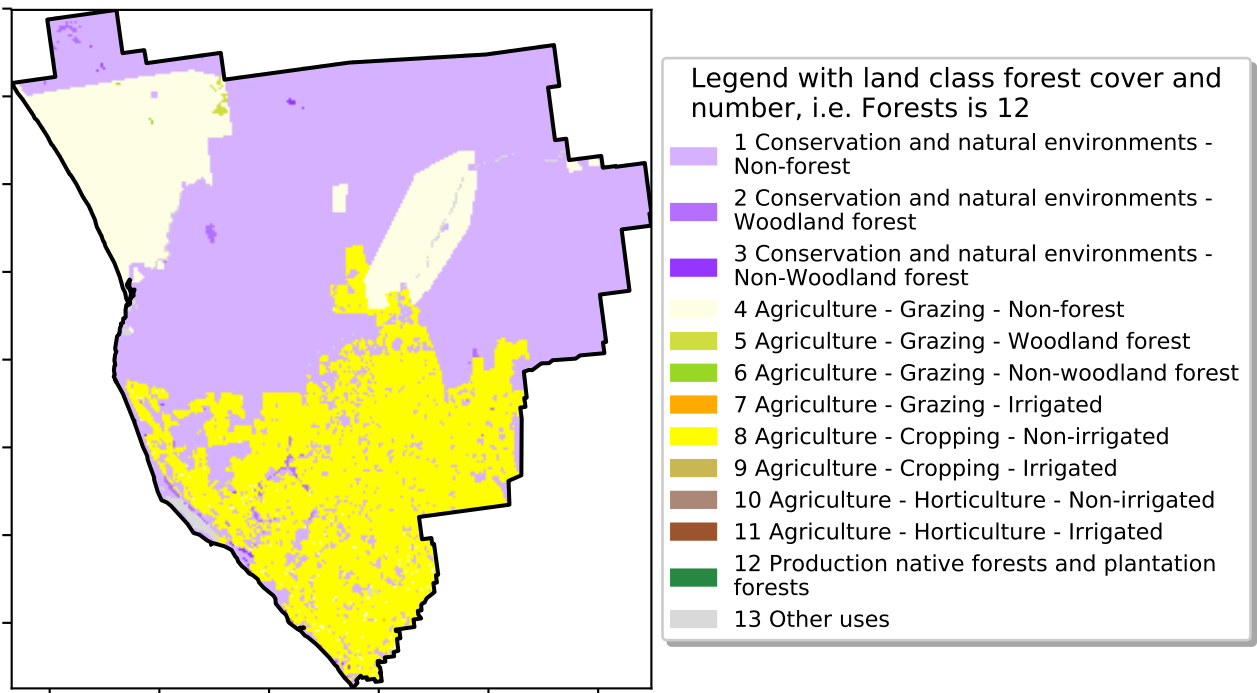 Legend with land class forest cover and
number, i.e. Forests is 12
1 Conservation and natural environments -
Non-forest
2 Conservation and natural environments -
Woodland forest
3 Conservation and natural environments -
Non-Woodland forest
4 Agriculture - Grazing - Non-forest
5 Agriculture - Grazing - Woodland forest
6 Agriculture - Grazing - Non-woodland forest
7 Agriculture - Grazing - Irrigated
8 Agriculture - Cropping - Non-irrigated
9 Agriculture - Cropping - Irrigated
10 Agriculture - Horticulture - Non-irrigated
11 Agriculture - Horticulture - Irrigated
12 Production native forests and plantation
forests
13 Other uses